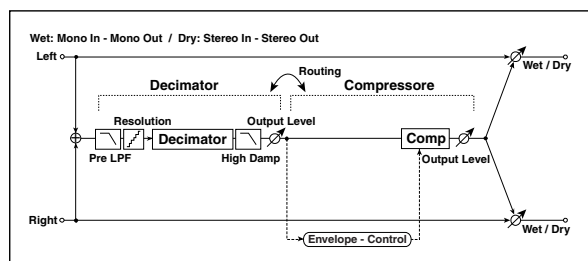 Wet: Mono In - Mono Out / Dry: Stereo In - Stereo Out
Left
Wet / Dry
Routing
Decimator
Compressore
Resolution
Output Level
Decimator
Comp
Pre LPF
High Damp
Output Level
Right
Wet / Dry
Envelope - Control